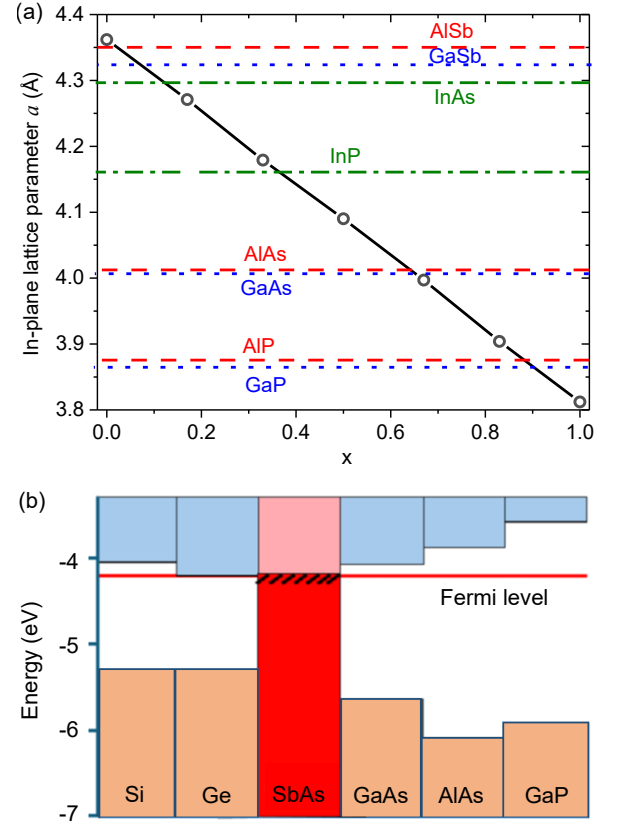 (a)
4.4
4.3
4.2
4.1
4.0
3.9
3.8
In-plane lattice parameter a (Å)
AlSb
GaSb
InAs
InP
AlAs
GaAs
AlP
GaP
0.0 0.2 0.4 0.6 0.8 1.0
x
(b)
-4
-5
-6
-7
Energy (eV)
Fermi level
Si Ge SbAs GaAs AlAs GaP